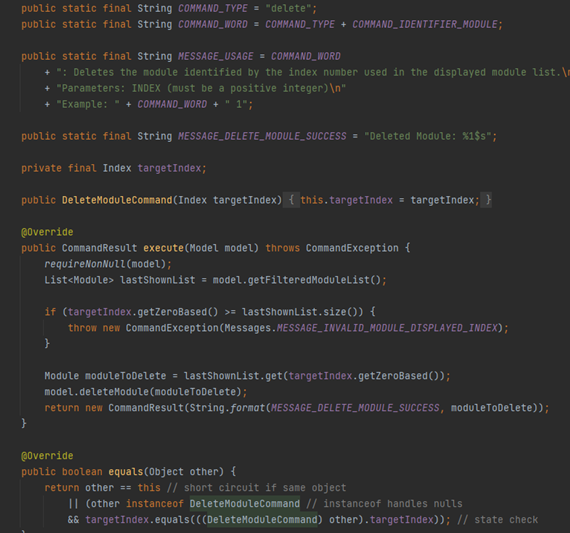 public static final String COMMAND_TYPE = "delete";
public static final String COMMAND_WORD = COMMAND_TYPE + COMMAND_IDENTIFIER_MODULE;
public static final String MESSAGE_USAGE = COMMAND_WORD
+ ": Deletes the module identified by the index number used in the displayed module list.\n
+ "Parameters: INDEX (must be a positive integer)\n"
+ "Example: " + COMMAND_WORD + " 1";
public static final String MESSAGE_DELETE_MODULE_SUCCESS = "Deleted Module: %1$s";
private final Index targetIndex;
public DeleteModuleCommand(Index targetIndex) { this.targetIndex = targetIndex; }
@Override
public CommandResult execute(Model model) throws CommandException {
requireNonNull(model);
List<Module> lastShownList = model.getFilteredModuleList();
if (targetIndex.getZeroBased() >= lastShownList.size()) {
throw new CommandException(Messages.MESSAGE_INVALID_MODULE_DISPLAYED_INDEX);
}
Module moduleToDelete = lastShownList.get(targetIndex.getZeroBased());
model.deleteModule(moduleToDelete);
return new CommandResult(String.format(MESSAGE_DELETE_MODULE_SUCCESS, moduleToDelete));
}
@Override
public boolean equals(Object other) {
return other == this // short circuit if same object
|| (other instanceof DeleteModuleCommand // instanceof handles nulls
&& targetIndex.equals(((DeleteModuleCommand) other).targetIndex)); // state check